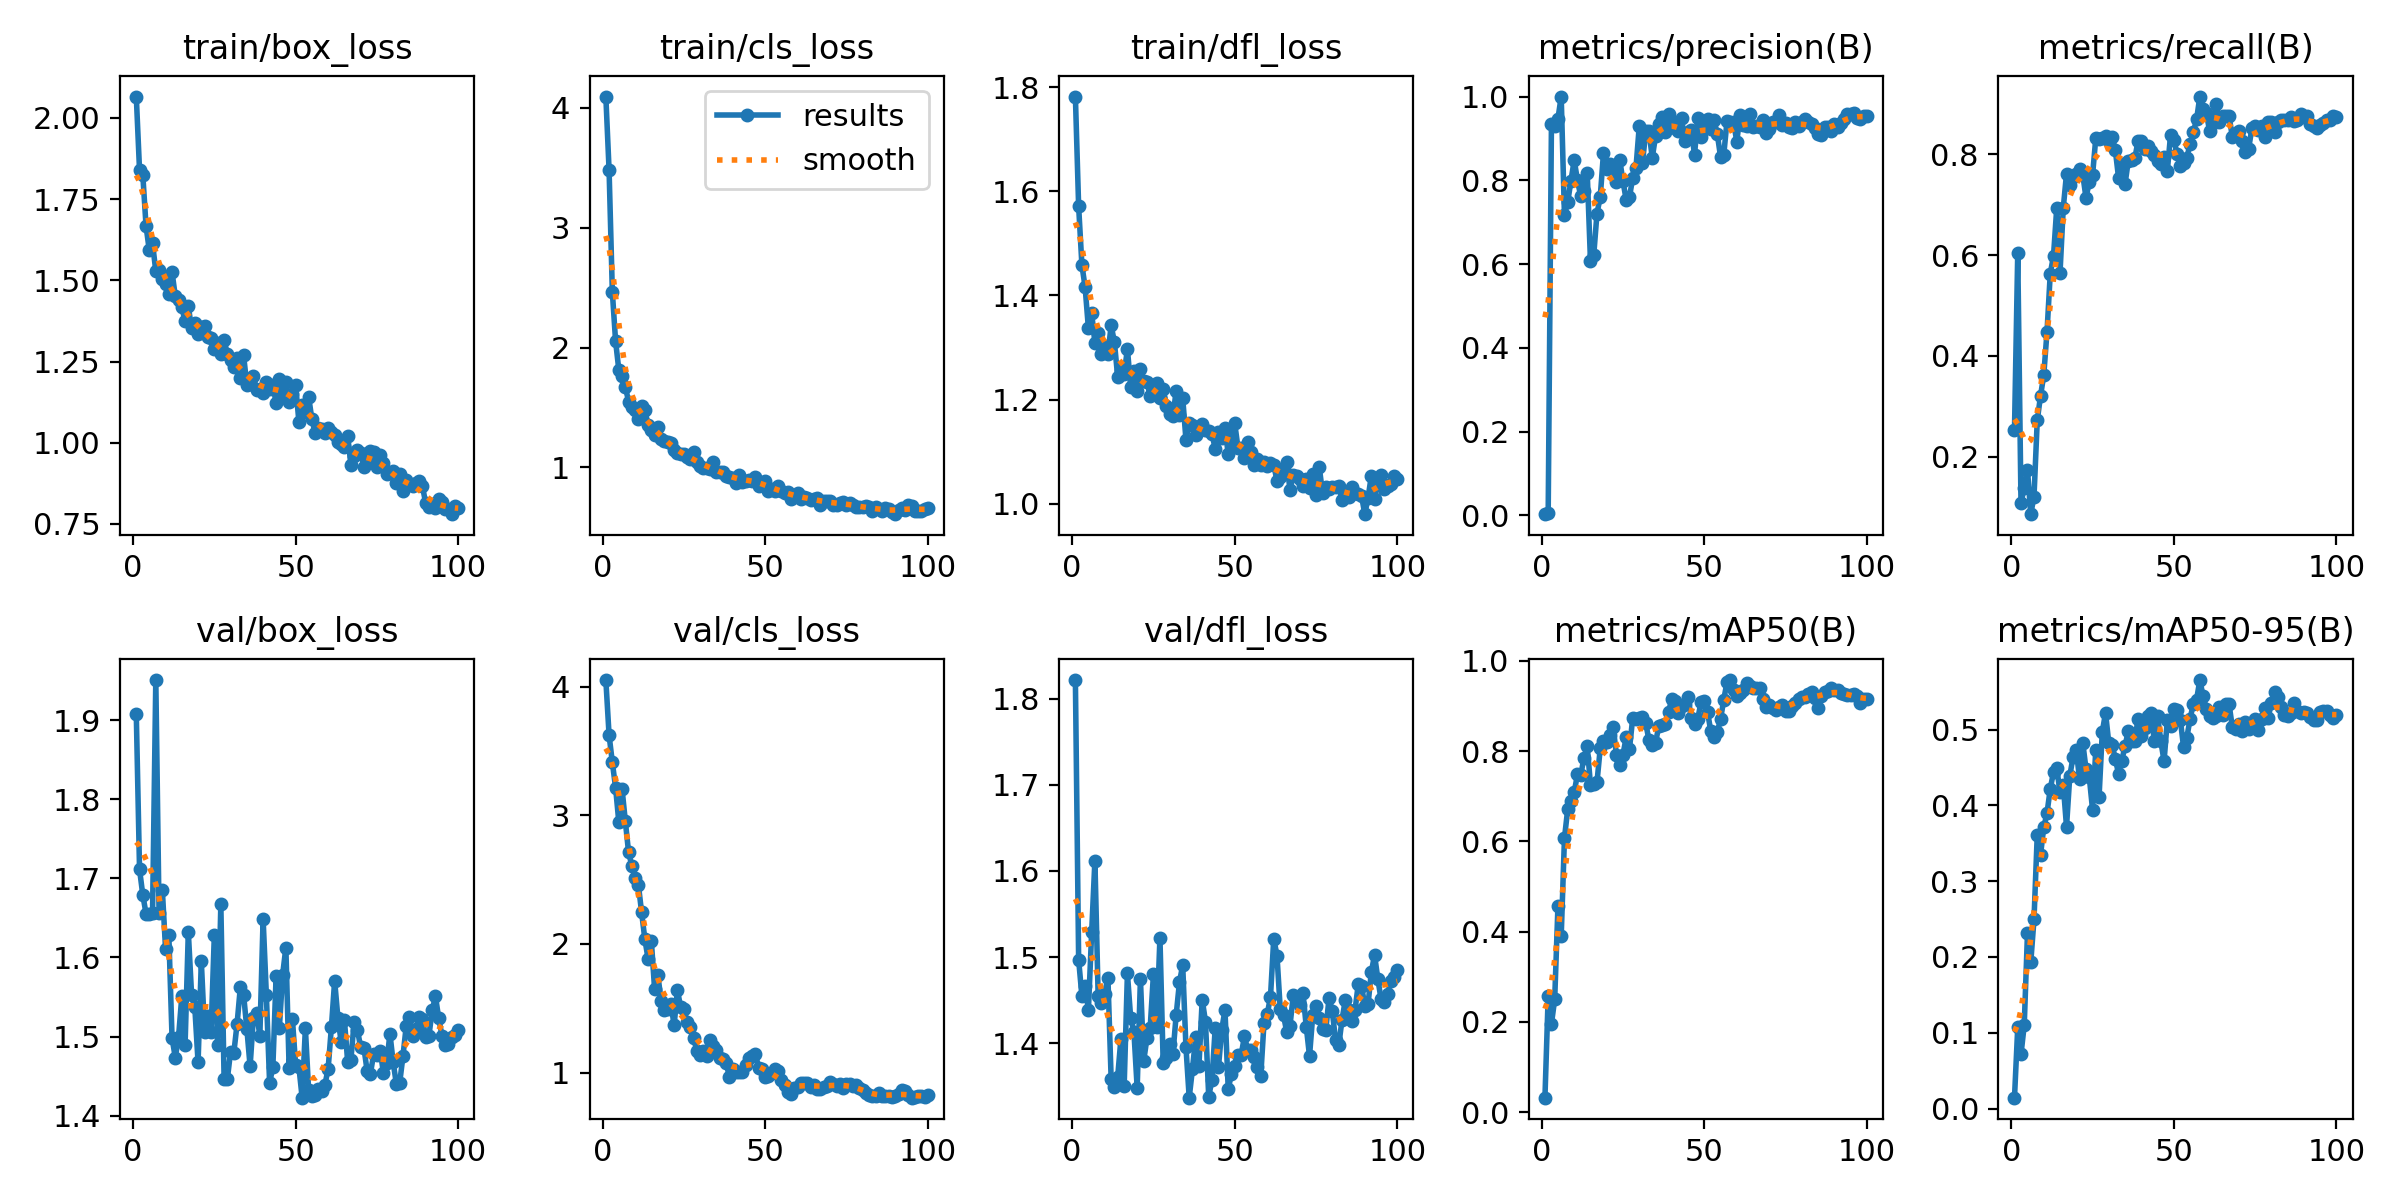 train/box_loss
2.00
1.75
1.50
1.25
1.00
0.75
0 50 100
train/cls_loss
results
smooth
4
3
2
1
0 50 100
train/dfl_loss
1.8
1.6
1.4
1.2
1.0
0 50 100
metrics/precision(B)
1.0
0.8
0.6
0.4
0.2
0.0
0 50 100
metrics/recall(B)
0.8
0.6
0.4
0.2
0 50 100
val/box_loss
1.9
1.8
1.7
1.6
1.5
1.4
0 50 100
val/cls_loss
4
3
2
1
0 50 100
val/dfl_loss
1.8
1.7
1.6
1.5
1.4
0 50 100
metrics/mAP50(B)
1.0
0.8
0.6
0.4
0.2
0.0
0 50 100
metrics/mAP50-95(B)
0.5
0.4
0.3
0.2
0.1
0.0
0 50 100